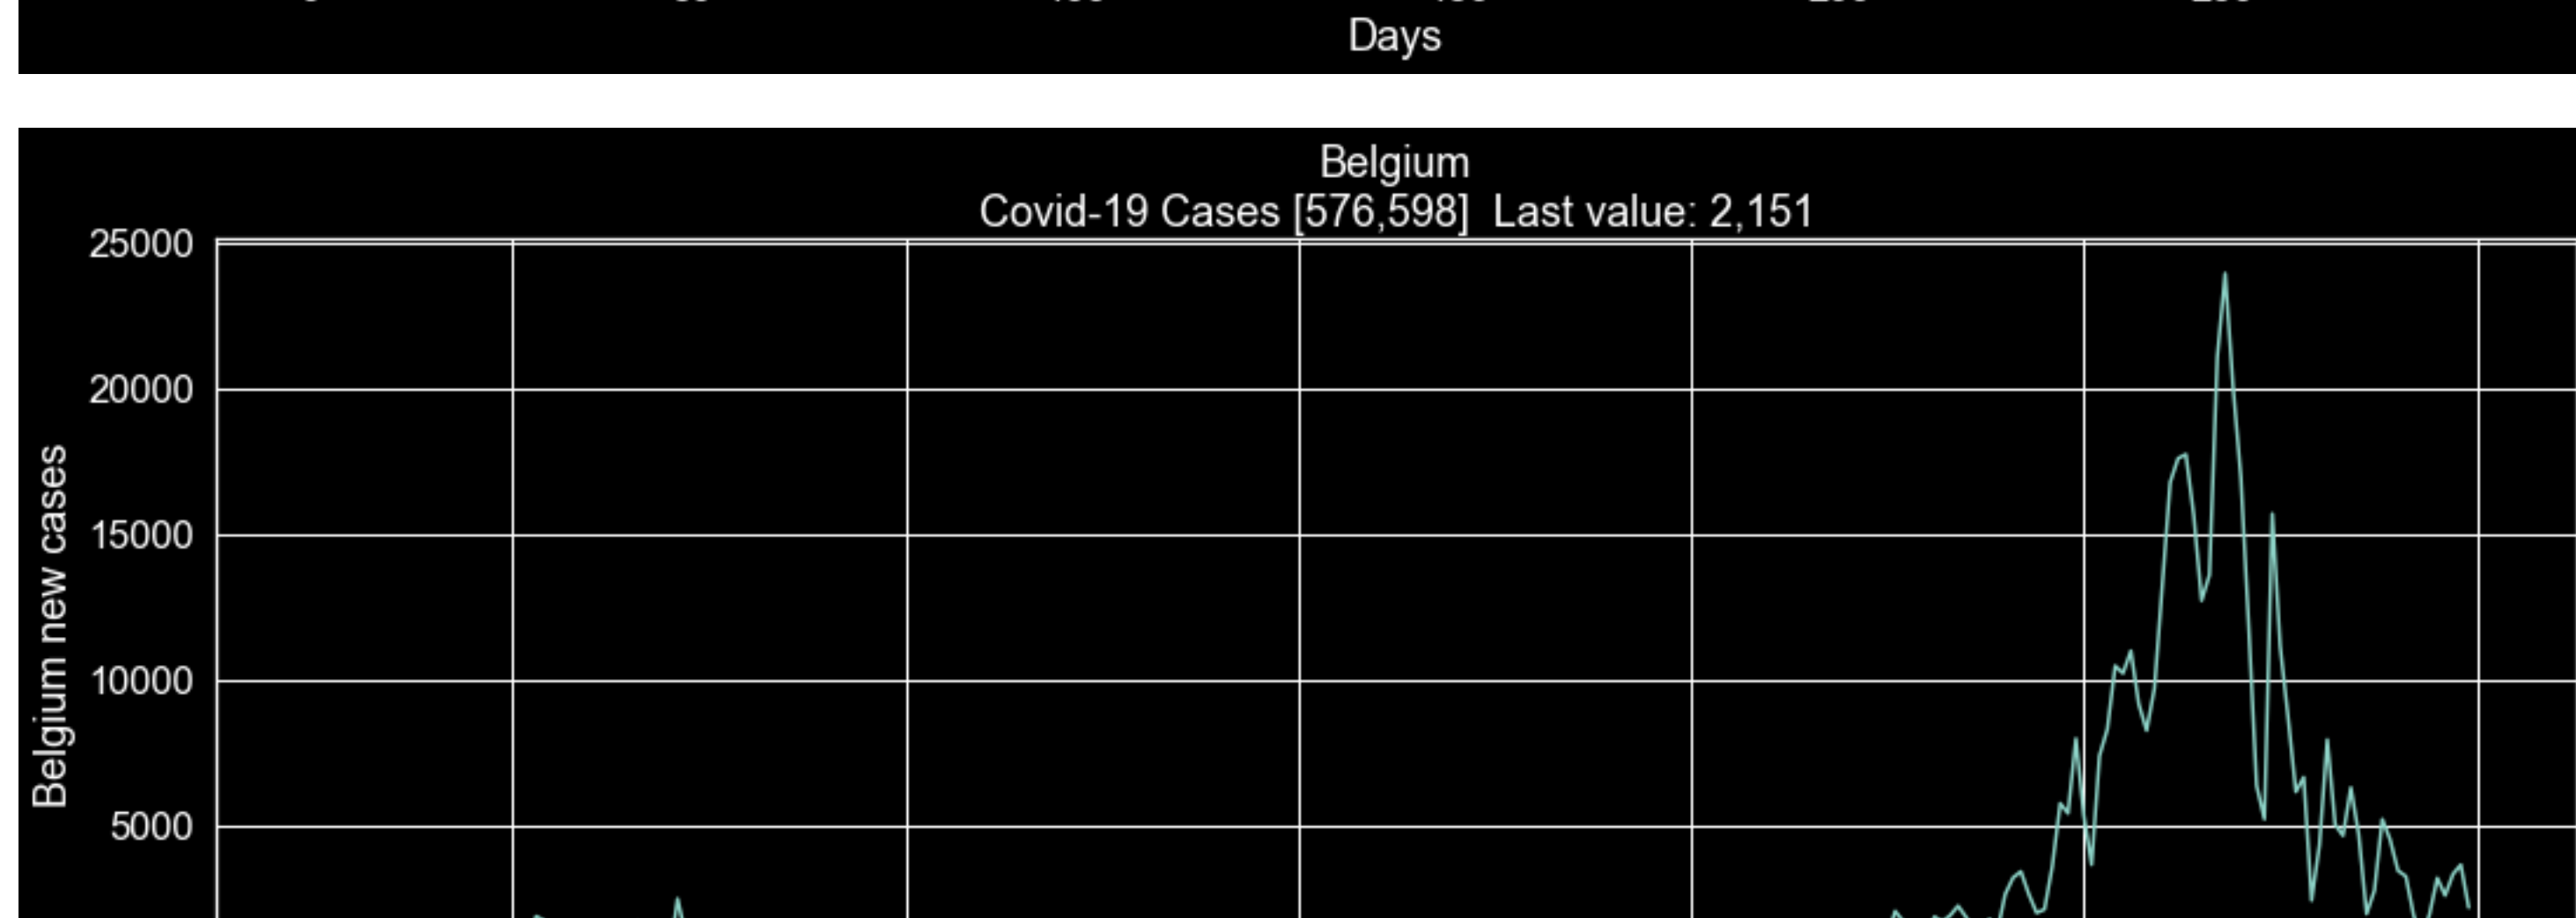 Days
Belgium
Covid-19 Cases [576,598] Last value: 2,151
25000
20000
15000
10000
5000
Belgium new cases